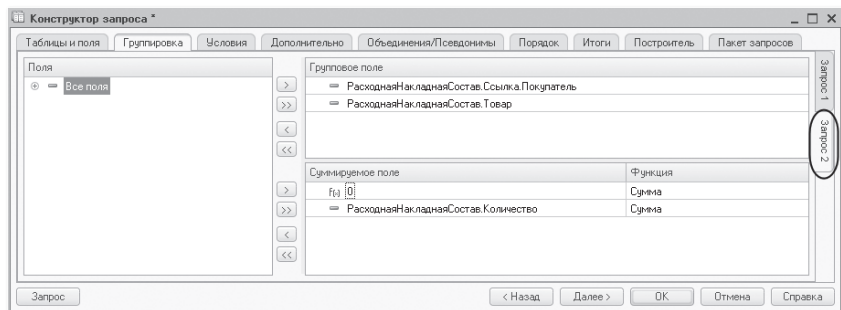 Конструктор запроса *
Таблицы и поля Группировка Условия Дополнительно Объединения/Псевдонимы Порядок Итоги Построитель Пакет запросов
Поля
Все поля
Групповое поле
РасходнаяНакладнаяСостав.Ссылка.Покупатель
РасходнаяНакладнаяСостав.Товар
> 
>>
<
<<
Суммируемое поле Функция
F(x) 0 Сумма
РасходнаяНакладнаяСостав.Количество Сумма
>
>>
<
<<
Запрос 1
Запрос 2
Запрос < Назад Далее > OK Отмена Справка